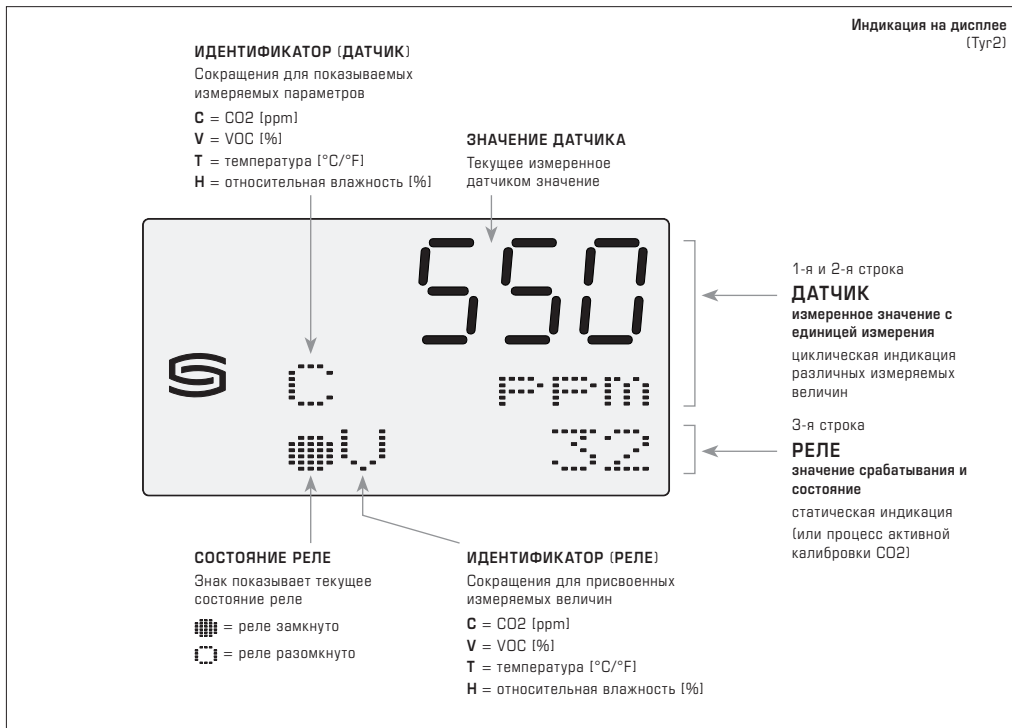 Индикация на дисплее
(Tyr2)
ИДЕНТИФИКАТОР (ДАТЧИК)
Сокращения для показываемых
измеряемых параметров
C = CO2 [ppm]
V = VOC [%]
T = температура [°C/°F]
H = относительная влажность [%]
ЗНАЧЕНИЕ ДАТЧИКА
Текущее измеренное
датчиком значение
550
C ppm
V 32
1-я и 2-я строка
ДАТЧИК
измеренное значение с
единицей измерения
циклическая индикация
различных измеряемых
величин
3-я строка
РЕЛЕ
значение срабатывания и
состояние
статическая индикация
(или процесс активной
калибровки CO2)
СОСТОЯНИЕ РЕЛЕ
Знак показывает текущее
состояние реле
= реле замкнуто
= реле разомкнуто
ИДЕНТИФИКАТОР (РЕЛЕ)
Сокращения для присвоенных
измеряемых величин
C = CO2 [ppm]
V = VOC [%]
T = температура [°C/°F]
H = относительная влажность [%]